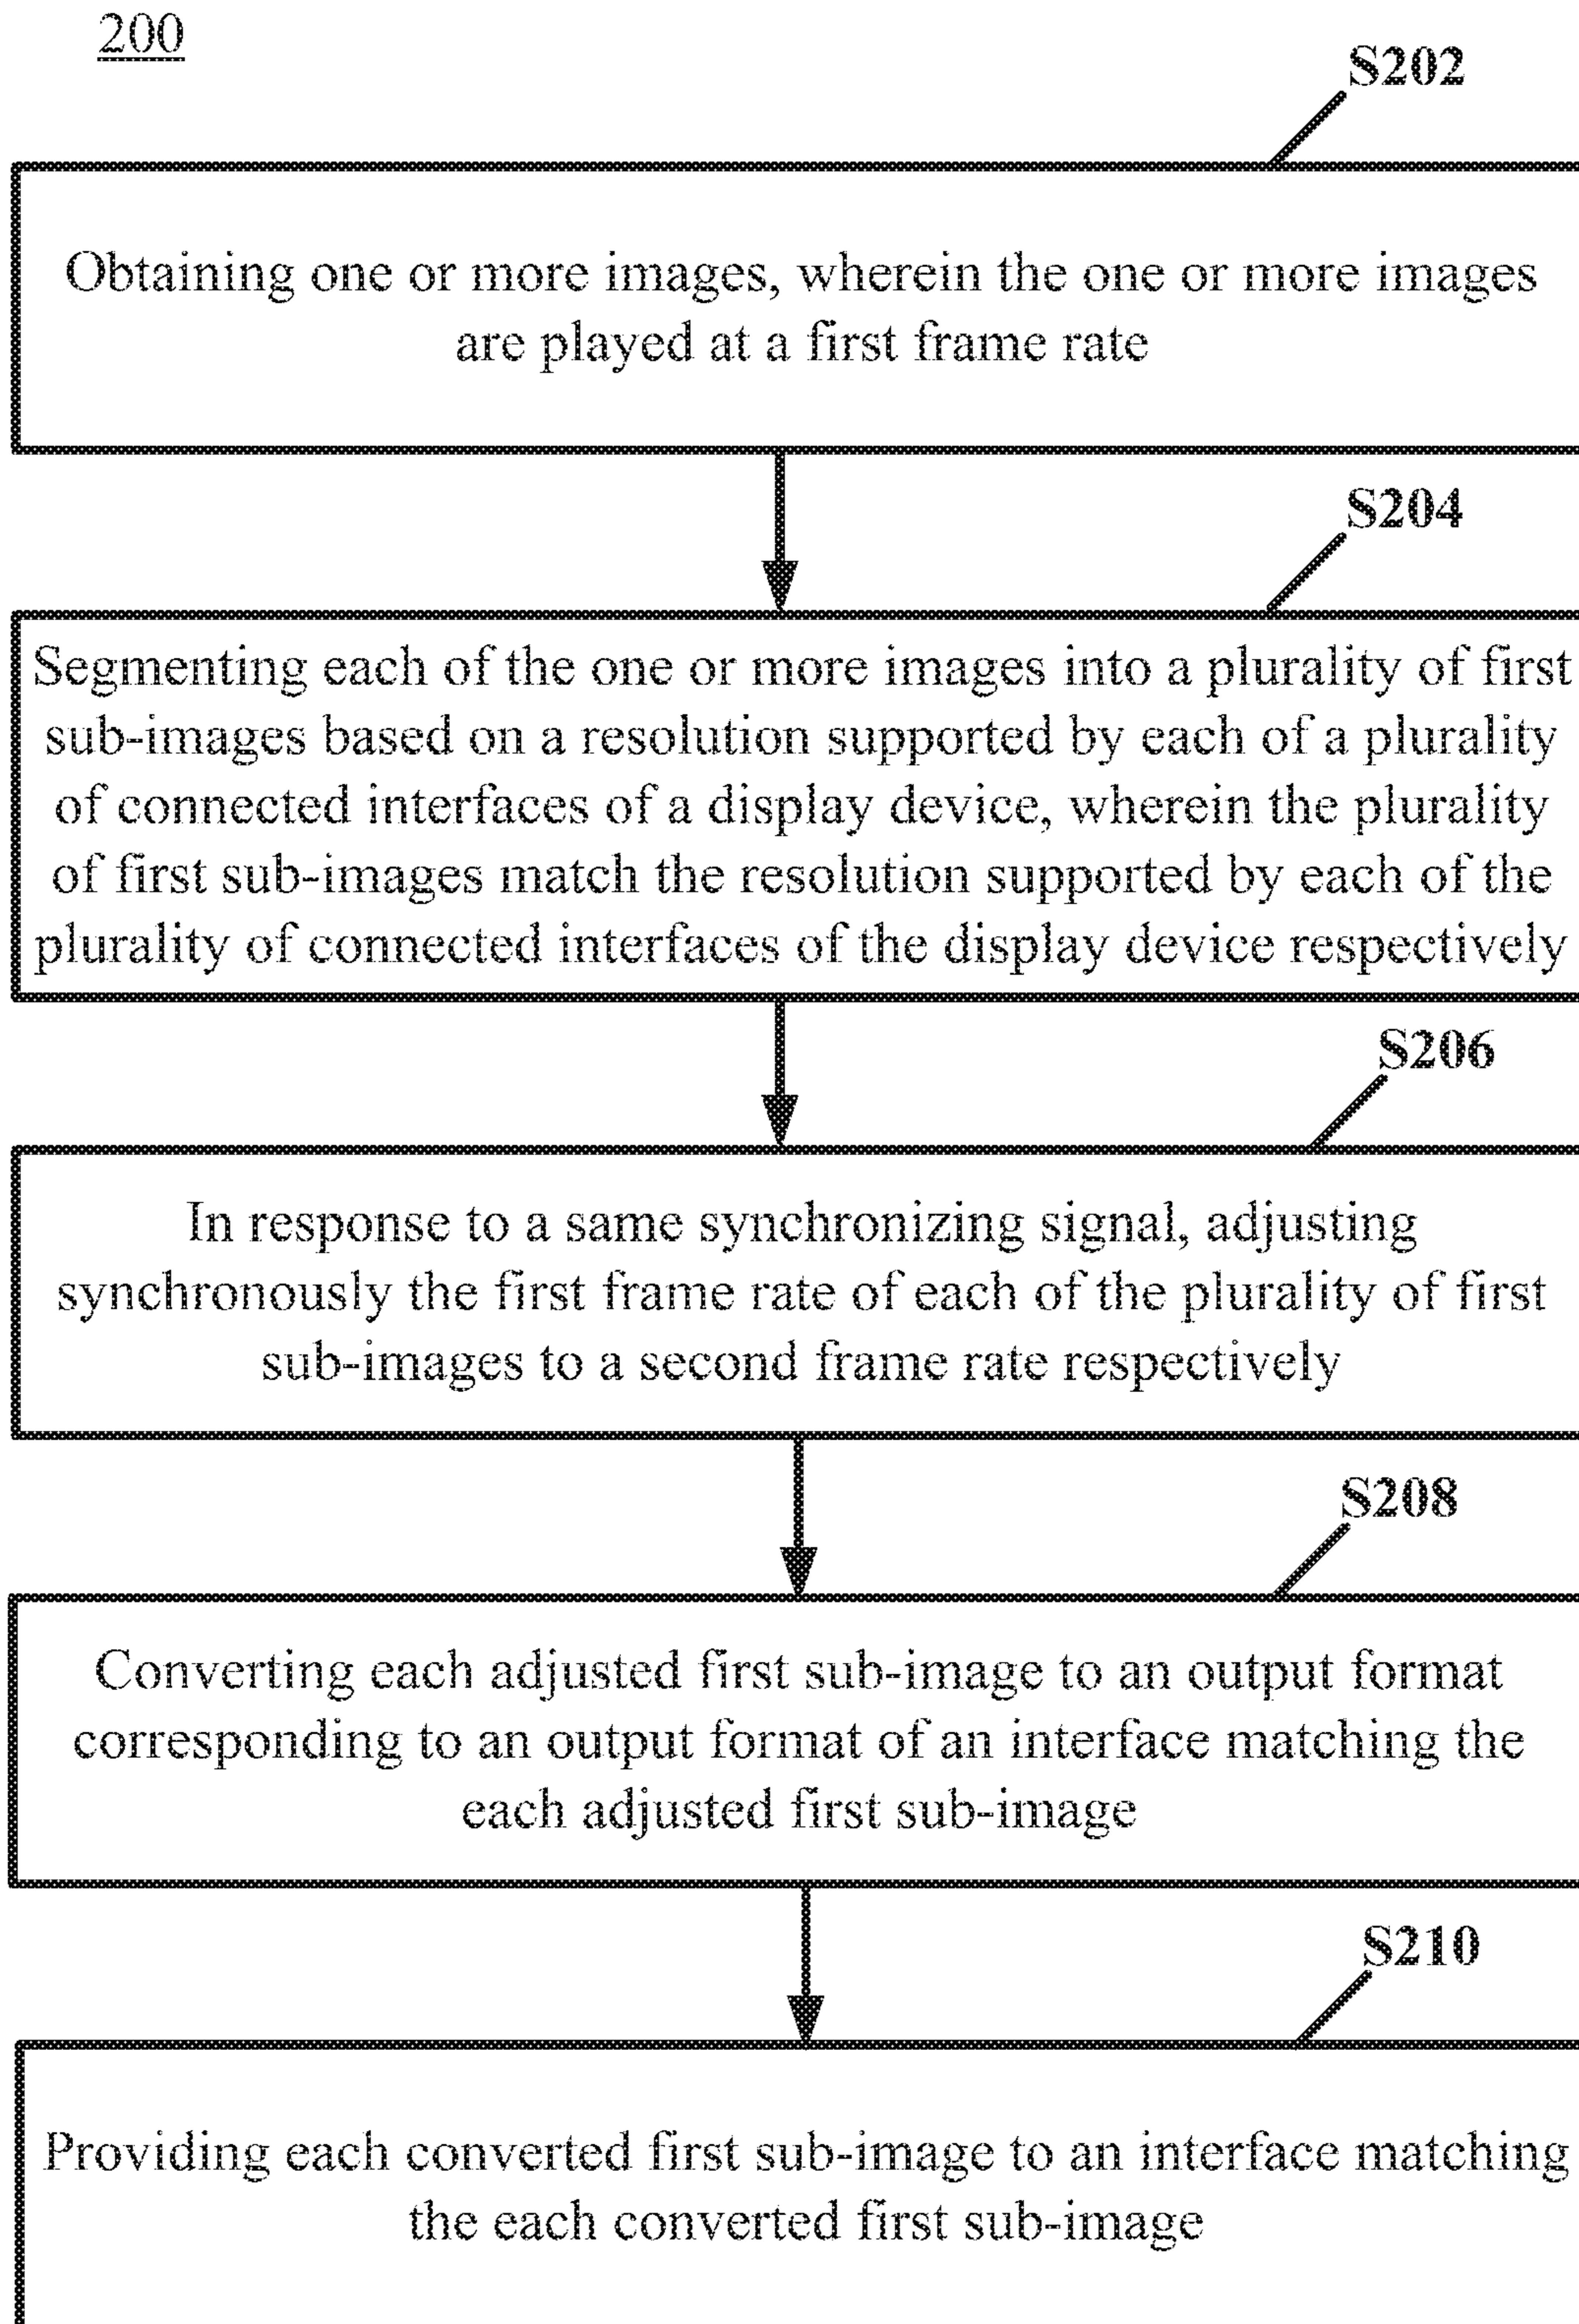 200
S202
Obtaining one or more images, wherein the one or more images
are played at a first frame rate
S204
Segmenting each of the one or more images into a plurality of first
sub-images based on a resolution supported by each of a plurality
of connected interfaces of a display device, wherein the plurality
of first sub-images match the resolution supported by each of the
plurality of connected interfaces of the display device respectively
S206
In response to a same synchronizing signal, adjusting
synchronously the first frame rate of each of the plurality of first
sub-images to a second frame rate respectively
S208
Converting each adjusted first sub-image to an output format
corresponding to an output format of an interface matching the
each adjusted first sub-image
S210
Providing each converted first sub-image to an interface matching
the each converted first sub-image